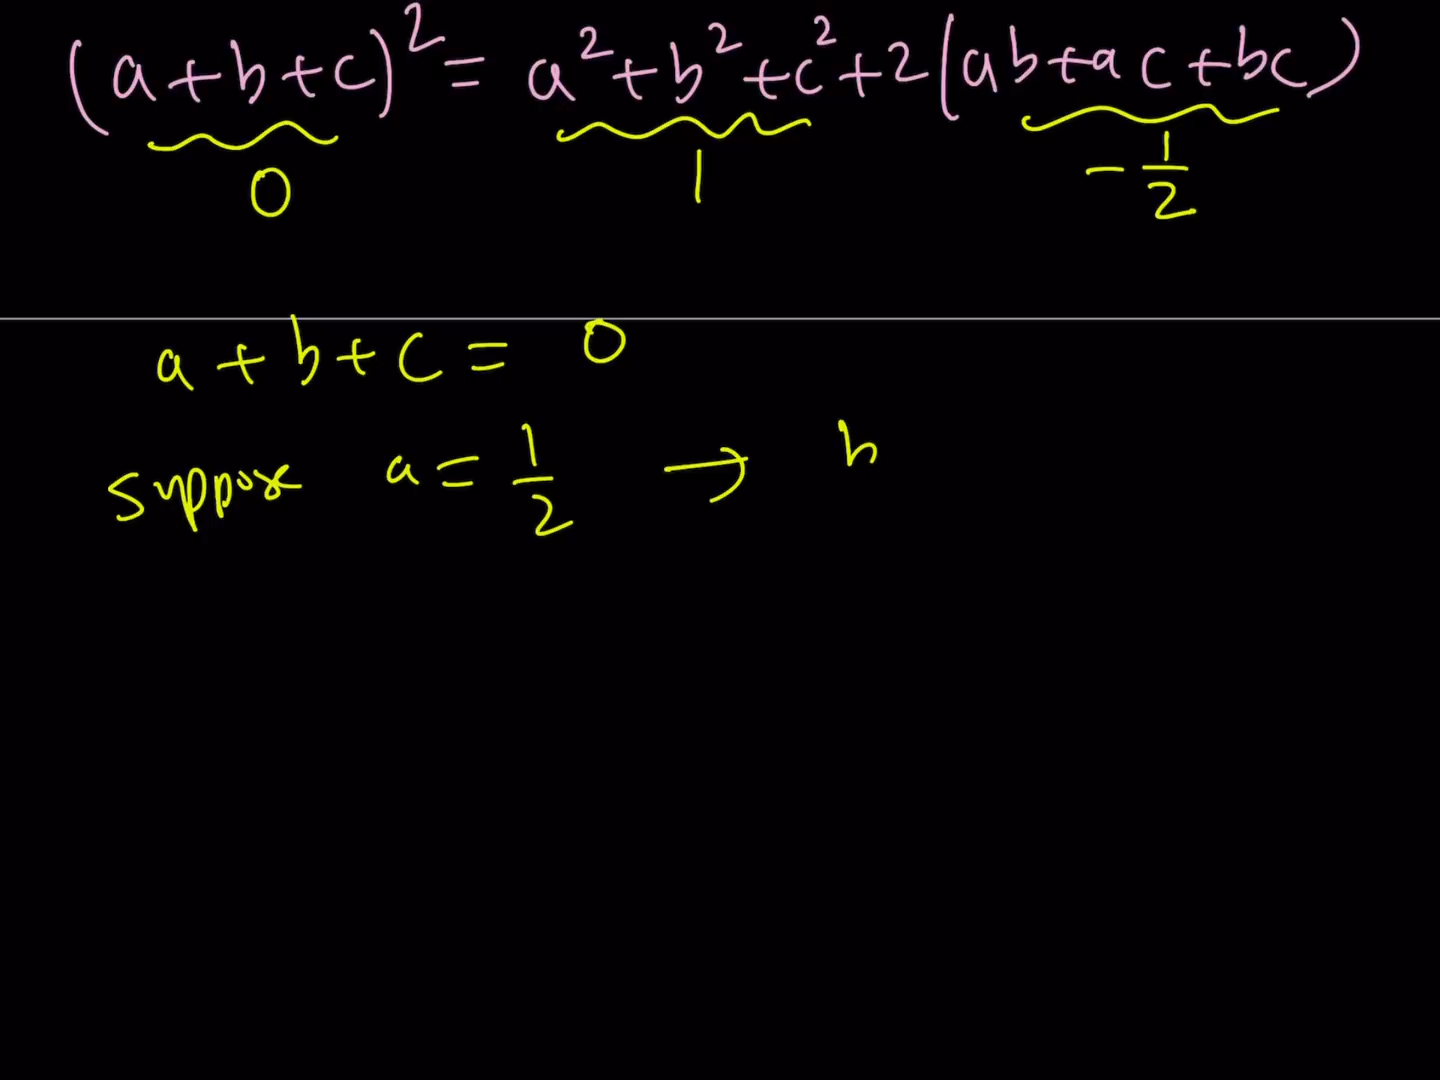 (a+b+c)²= a²+b²+c²+2(ab+ac+bc)
0 1 -1/2
a+b+c= 0
suppose a=1/2 → b